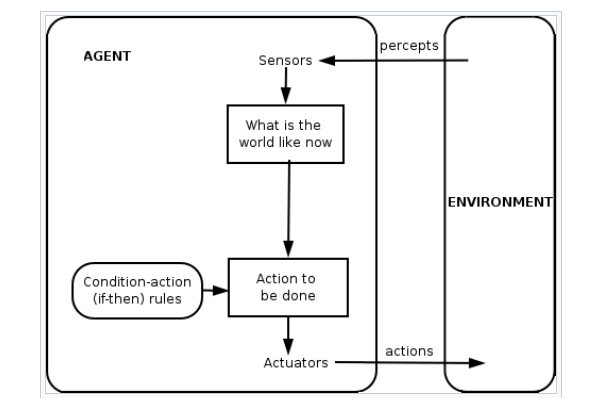 AGENT
percepts
Sensors
What is the
world like now
ENVIRONMENT
Condition-action
(if-then) rules
Action to
be done
actions
Actuators